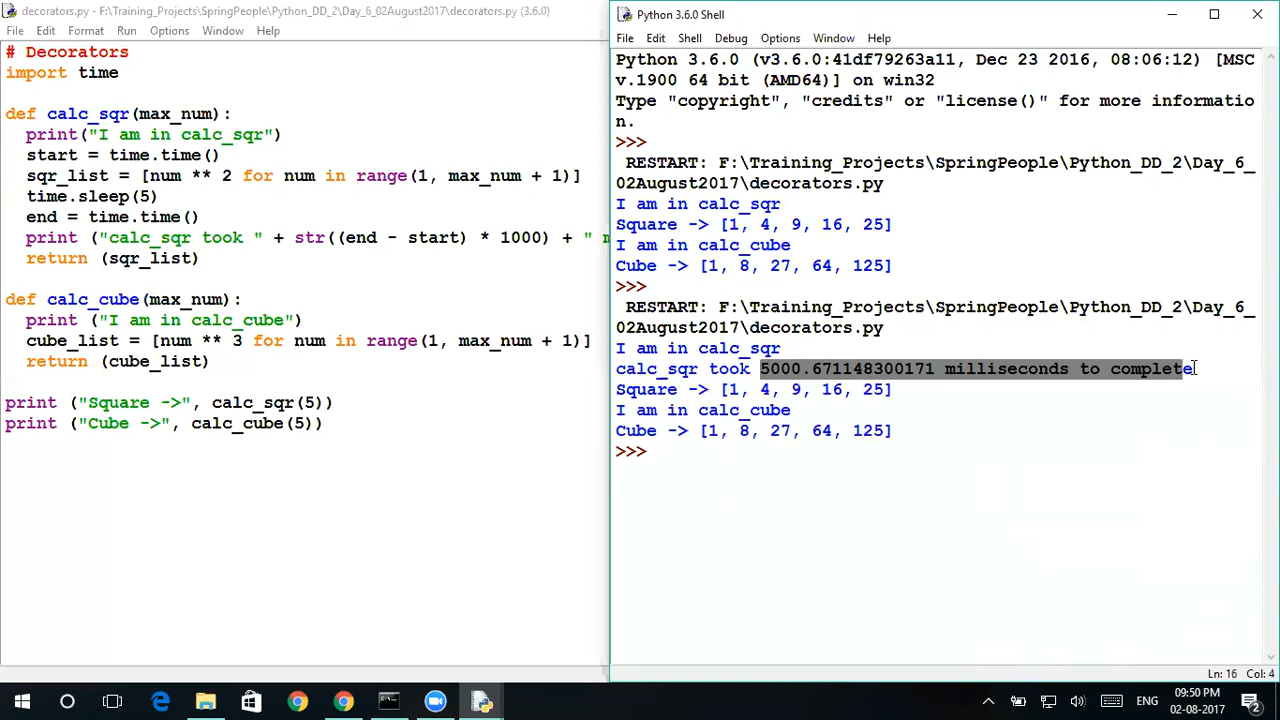 decorators.py - F:\Training_Projects\SpringPeople\Python_DD_2\Day_6_02August2017\decorators.py (3.6.0)
File Edit Format Run Options Window Help
# Decorators
import time
def calc_sqr(max_num):
print("I am in calc_sqr")
start = time.time()
sqr_list = [num ** 2 for num in range(1, max_num + 1)]
time.sleep(5)
end = time.time()
print ("calc_sqr took " + str((end - start) * 1000) + " m
return (sqr_list)
def calc_cube(max_num):
print ("I am in calc_cube")
cube_list = [num ** 3 for num in range(1, max_num + 1)]
return (cube_list)
print ("Square ->", calc_sqr(5))
print ("Cube ->", calc_cube(5))
Python 3.6.0 Shell
File Edit Shell Debug Options Window Help
Python 3.6.0 (v3.6.0:41df79263a11, Dec 23 2016, 08:06:12) [MSC
v.1900 64 bit (AMD64)] on win32
Type "copyright", "credits" or "license()" for more informatio
n.
>>>
RESTART: F:\Training_Projects\SpringPeople\Python_DD_2\Day_6_
02August2017\decorators.py
I am in calc_sqr
Square -> [1, 4, 9, 16, 25]
I am in calc_cube
Cube -> [1, 8, 27, 64, 125]
>>>
RESTART: F:\Training_Projects\SpringPeople\Python_DD_2\Day_6_
02August2017\decorators.py
I am in calc_sqr
calc_sqr took 5000.671148300171 milliseconds to complete
Square -> [1, 4, 9, 16, 25]
I am in calc_cube
Cube -> [1, 8, 27, 64, 125]
>>>
Ln: 16 Col: 4
ENG
09:50 PM
02-08-2017
2